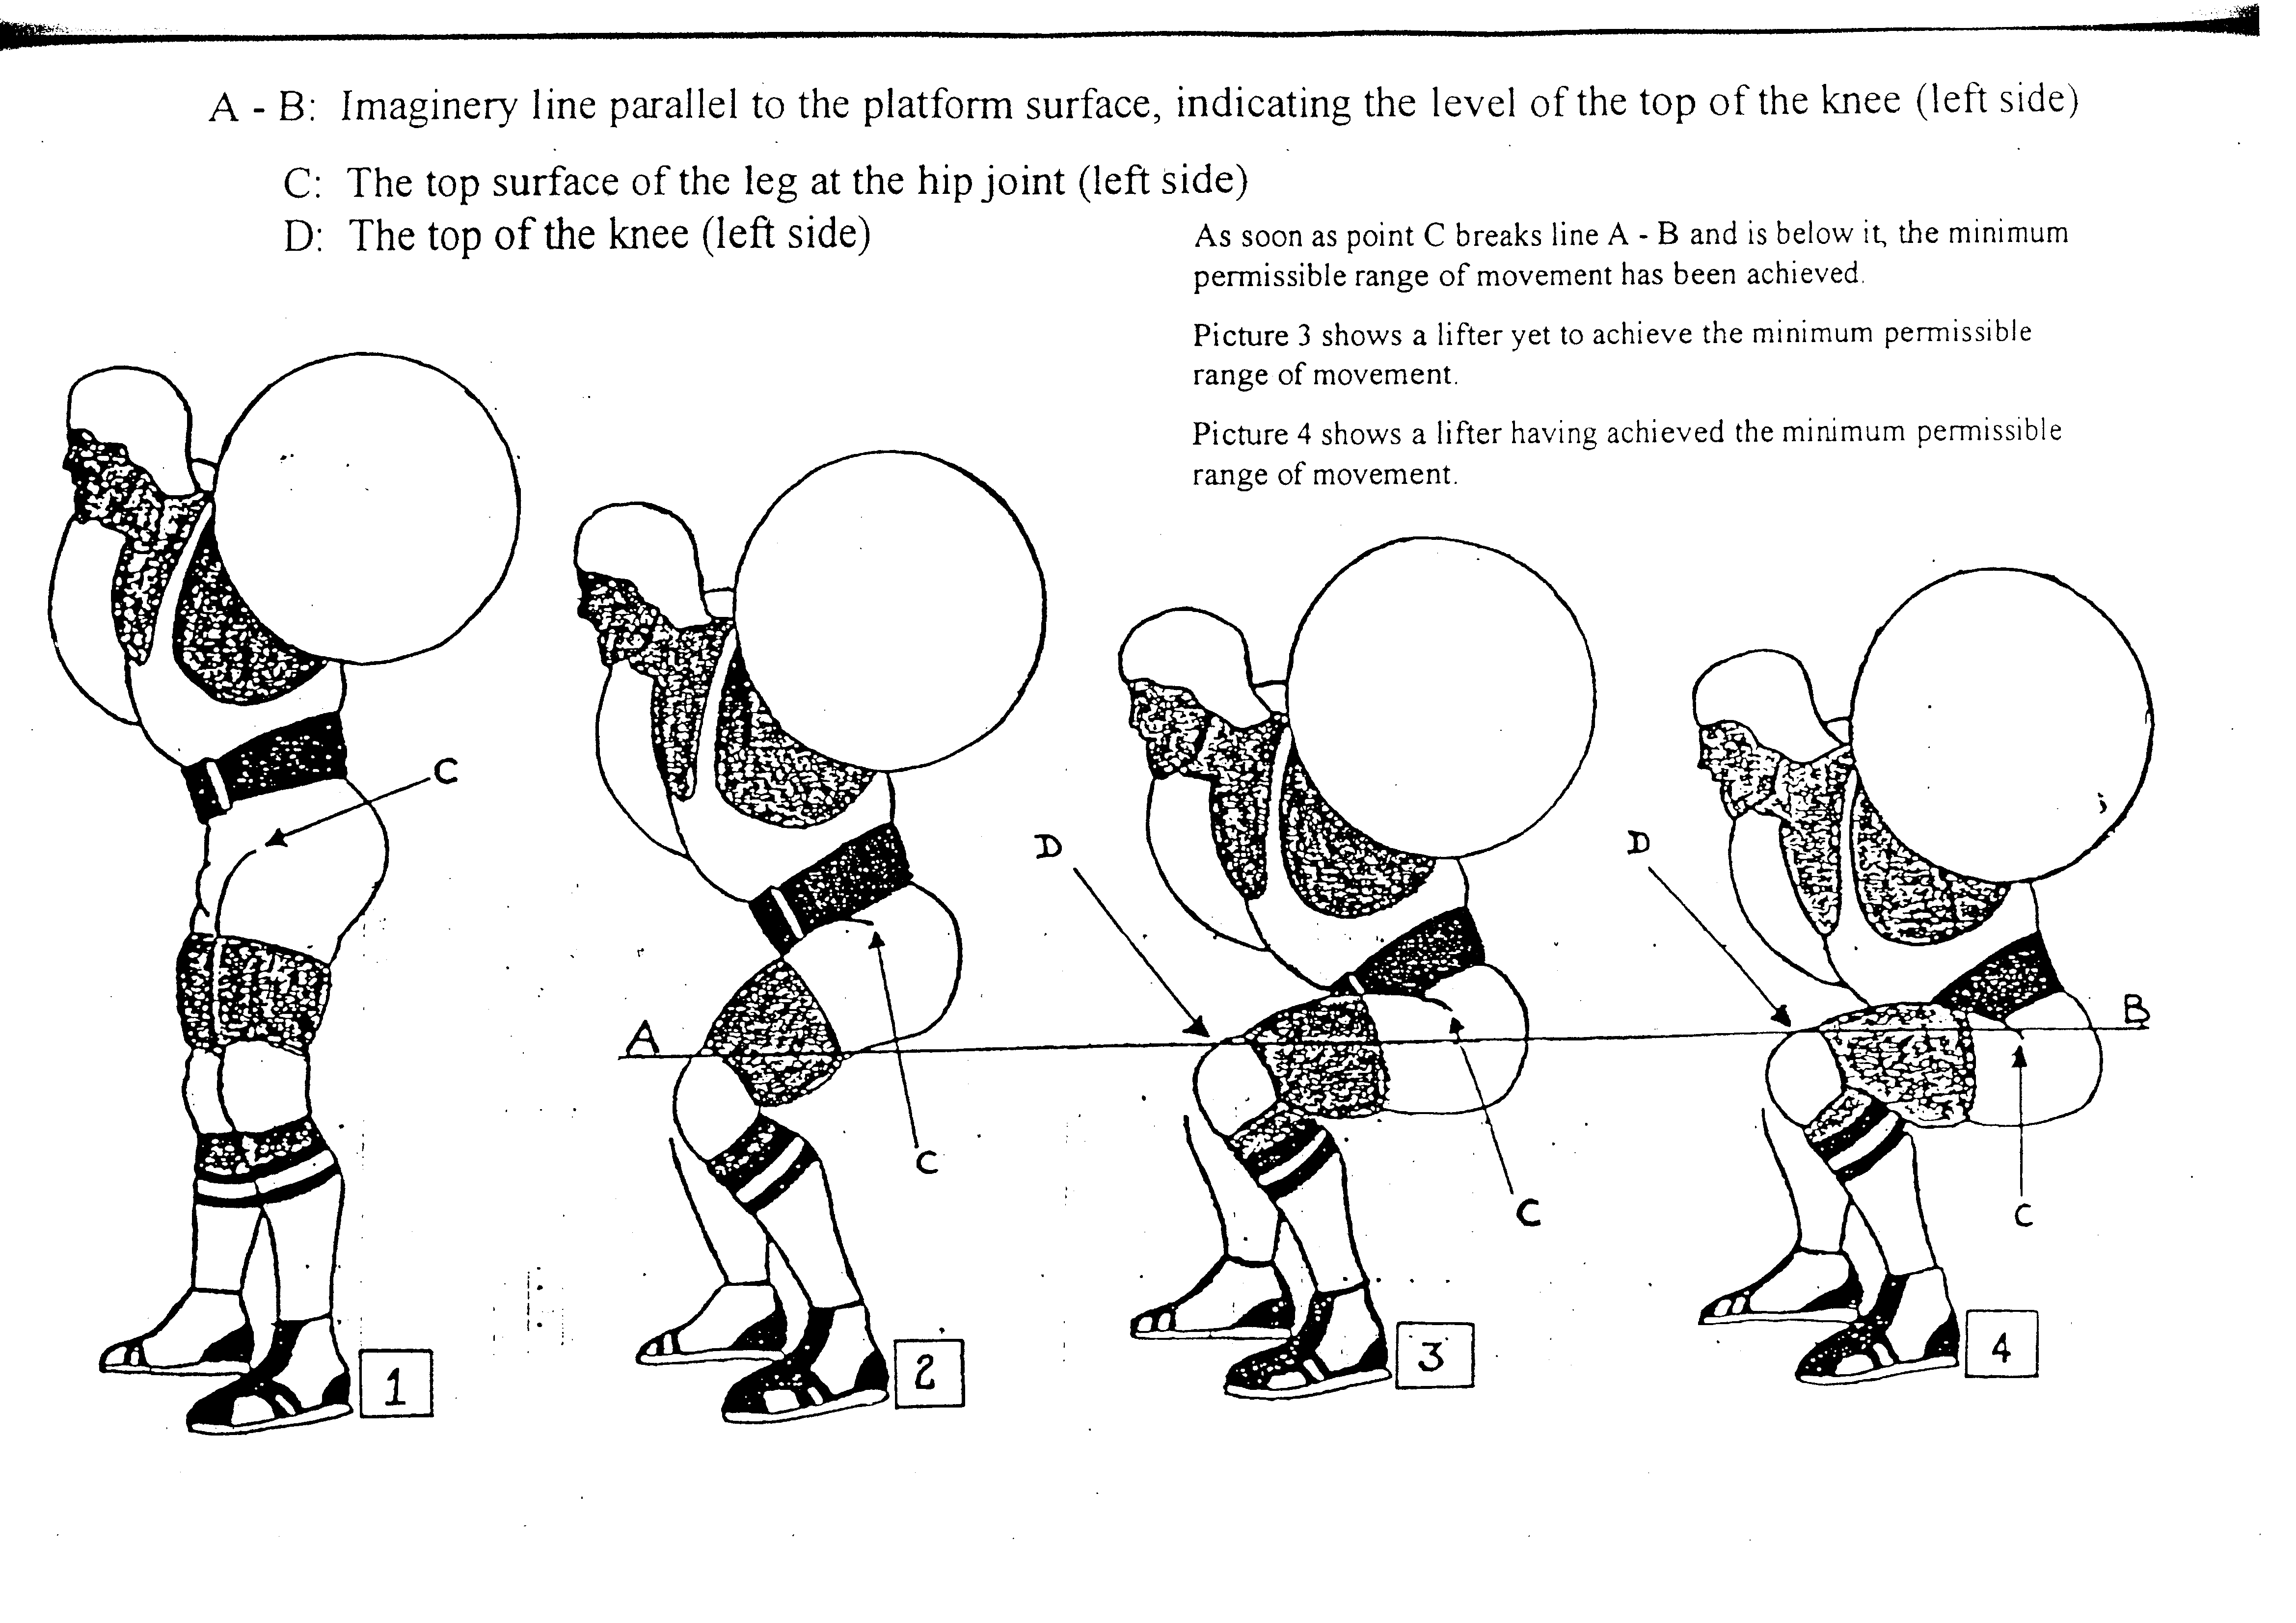 A - B: Imaginery line parallel to the platform surface, indicating the level of the top of the knee (left side)
C: The top surface of the leg at the hip joint (left side)
D: The top of the knee (left side)
As soon as point C breaks line A - B and is below it, the minimum
permissible range of movement has been achieved.
Picture 3 shows a lifter yet to achieve the minimum permissible
range of movement.
Picture 4 shows a lifter having achieved the minimum permissible
range of movement.
C
D
D
A
B
C
C
C
1
2
3
4